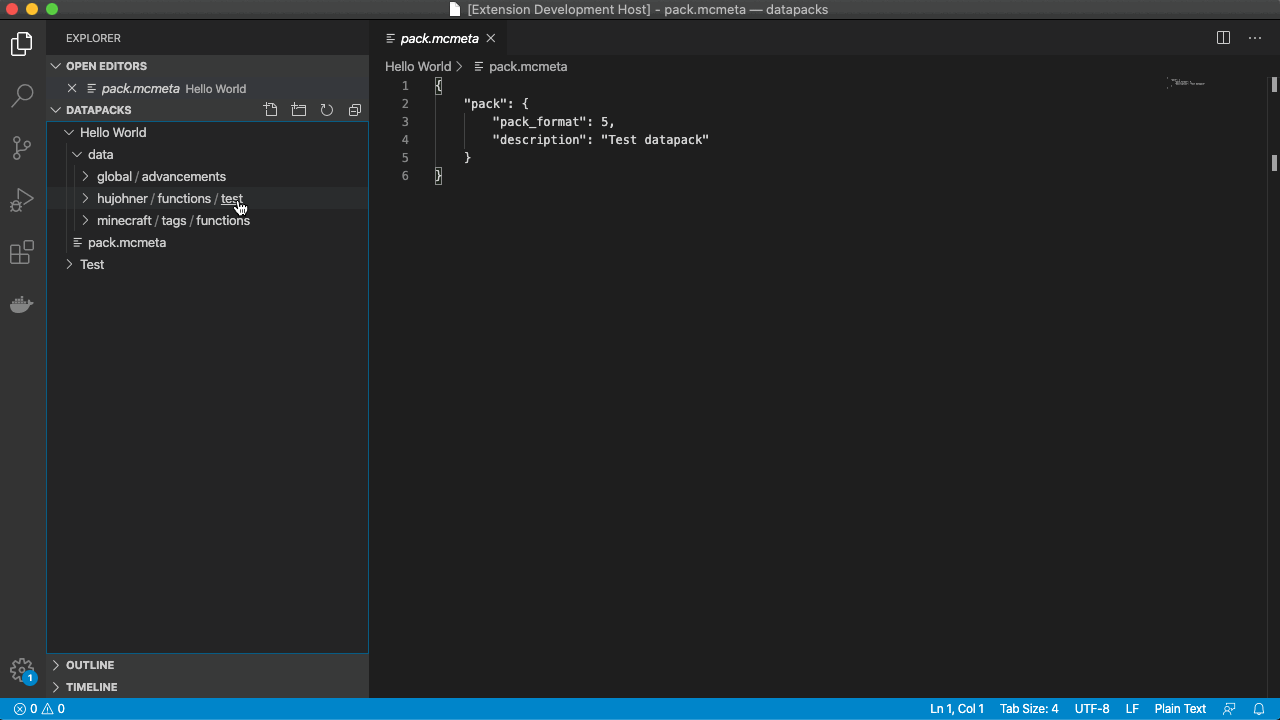 [Extension Development Host] - pack.mcmeta — datapacks
EXPLORER
OPEN EDITORS
pack.mcmeta Hello World
DATAPACKS
Hello World
data
global / advancements
hujohner / functions / test
minecraft / tags / functions
pack.mcmeta
Test
OUTLINE
TIMELINE
pack.mcmeta
Hello World > pack.mcmeta
1 {
2 "pack": {
3 "pack_format": 5,
4 "description": "Test datapack"
5 }
6 }
1
0 0
Ln 1, Col 1 Tab Size: 4 UTF-8 LF Plain Text